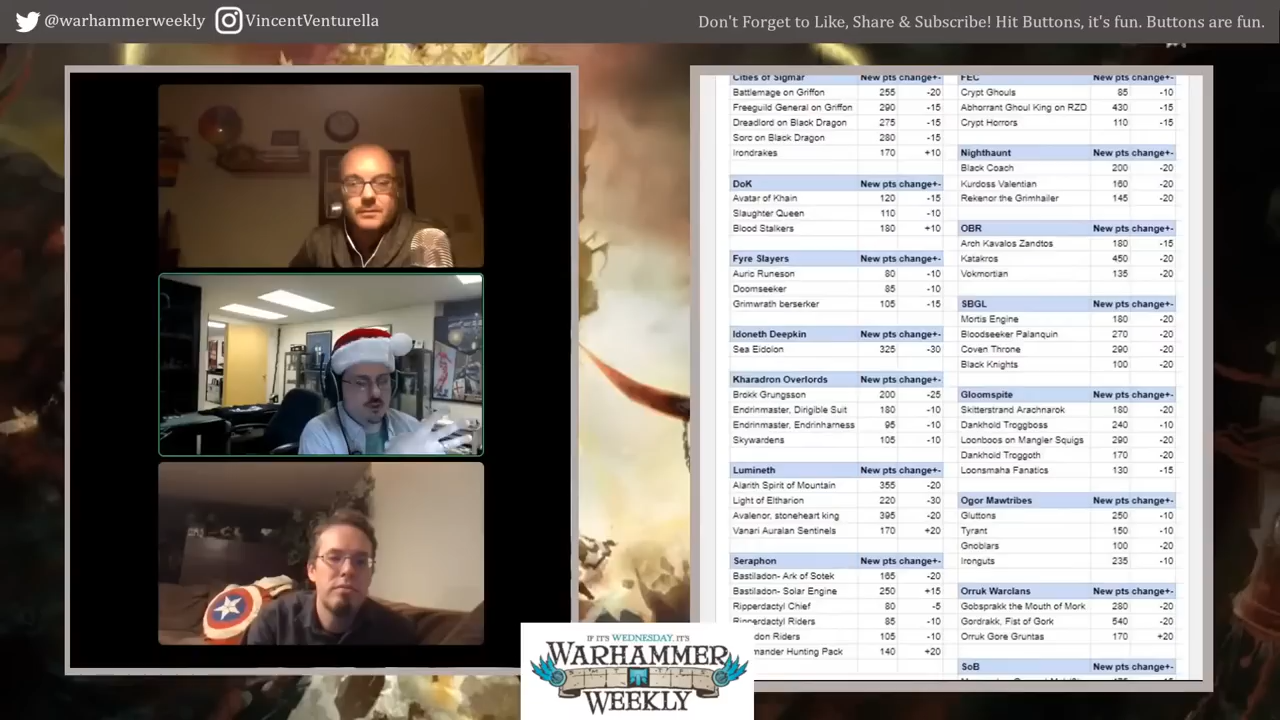 @warhammerweekly VincentVenturella
Don't Forget to Like, Share & Subscribe! Hit Buttons, it's fun. Buttons are fun.
Cities of Sigmar New pts change+-
Battlemage on Griffon 255 -20
Freeguild General on Griffon 290 -15
Dreadlord on Black Dragon 275 -15
Sorc on Black Dragon 280 -15
Irondrakes 170 +10
DoK New pts change+-
Avatar of Khain 120 -15
Slaughter Queen 110 -10
Blood Stalkers 180 +10
Fyre Slayers New pts change+-
Auric Runeson 80 -10
Doomseeker 85 -10
Grimwrath berserker 105 -15
Idoneth Deepkin New pts change+-
Sea Eidolon 325 -30
Kharadron Overlords New pts change+-
Brokk Grungsson 200 -25
Endrinmaster, Dirigible Suit 180 -10
Endrinmaster, Endrinharness 95 -10
Skywardens 105 -10
Lumineth New pts change+-
Alarith Spirit of Mountain 355 -20
Light of Eltharion 220 -30
Avalenor, stoneheart king 395 -20
Vanari Auralan Sentinels 170 +20
Seraphon New pts change+-
Bastiladon- Ark of Sotek 165 -20
Bastiladon- Solar Engine 250 +15
Ripperdactyl Chief 80 -5
Ripperdactyl Riders 85 -10
don Riders 105 -10
mander Hunting Pack 140 +20
FEC New pts change+-
Crypt Ghouls 85 -10
Abhorrant Ghoul King on RZD 430 -15
Crypt Horrors 110 -15
Nighthaunt New pts change+-
Black Coach 200 -20
Kurdoss Valentian 160 -20
Rekenor the Grimhailer 145 -20
OBR New pts change+-
Arch Kavalos Zandtos 180 -15
Katakros 450 -20
Vokmortian 135 -20
SBGL New pts change+-
Mortis Engine 180 -20
Bloodseeker Palanquin 270 -20
Coven Throne 290 -20
Black Knights 100 -20
Gloomspite New pts change+-
Skitterstrand Arachnarok 180 -20
Dankhold Troggboss 240 -10
Loonboos on Mangler Squigs 290 -20
Dankhold Troggoth 170 -20
Loonsmaha Fanatics 130 -15
Ogor Mawtribes New pts change+-
Gluttons 250 -10
Tyrant 150 -10
Gnoblars 100 -20
Ironguts 235 -10
Orruk Warclans New pts change+-
Gobsprakk the Mouth of Mork 280 -20
Gordrakk, Fist of Gork 540 -20
Orruk Gore Gruntas 170 +20
SoB New pts change+-
IF IT'S WEDNESDAY, IT'S
WARHAMMER
WEEKLY